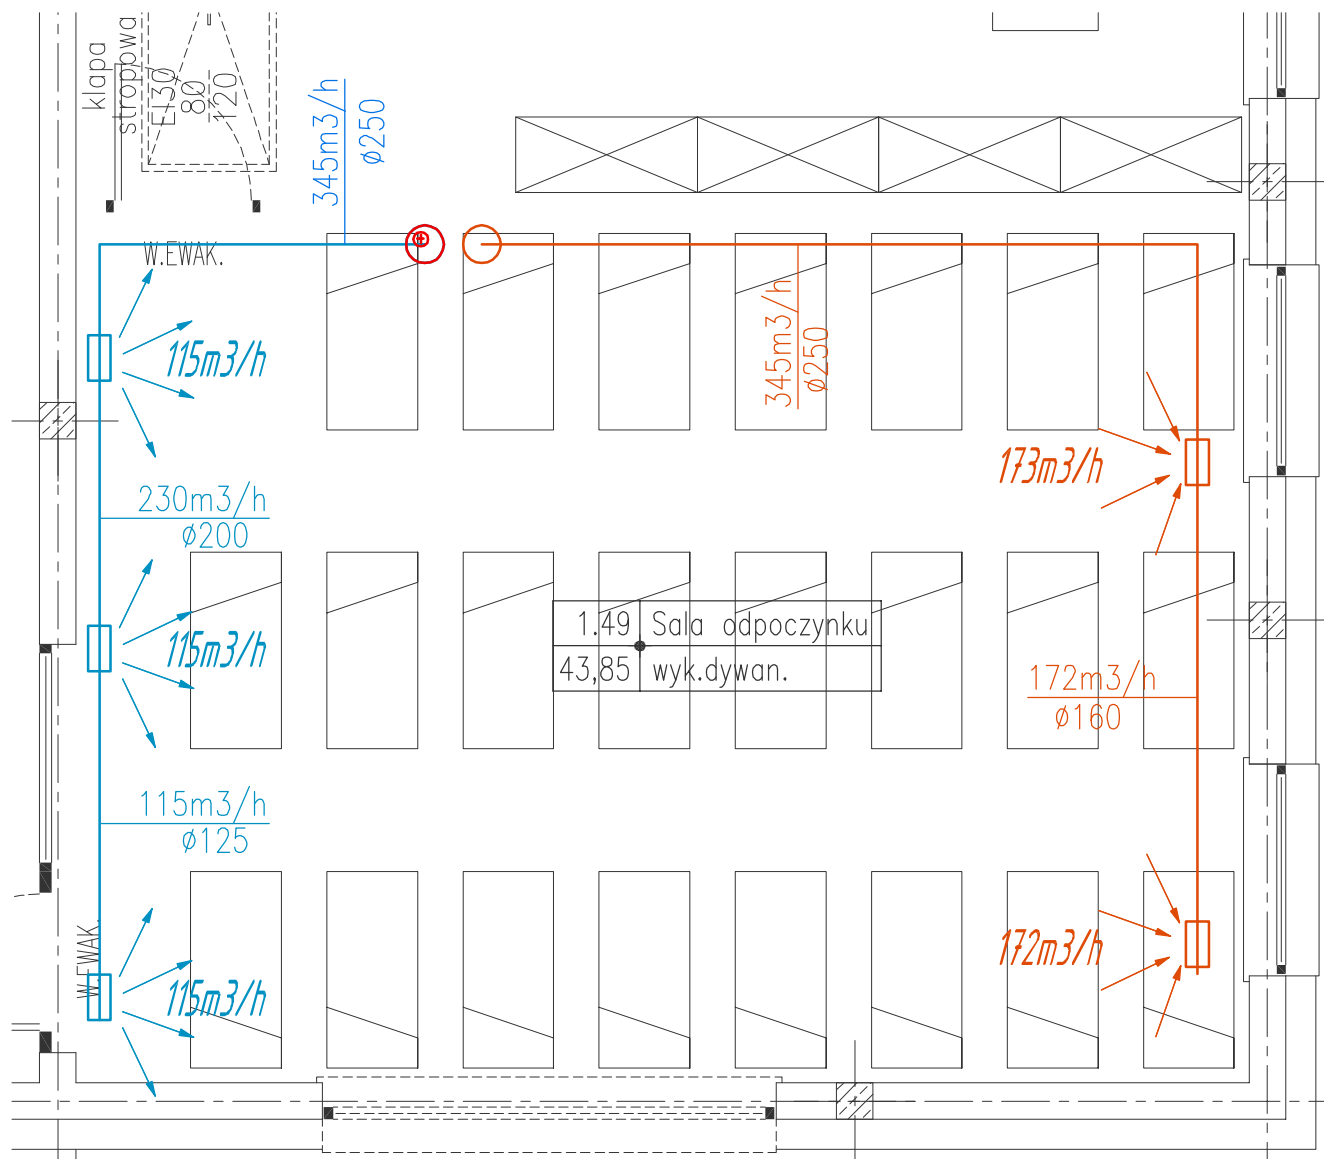 klapa
stropowa
EI30
80
120
345m3/h
ø250
W.EWAK.
115m3/h
345m3/h
ø250
173m3/h
230m3/h
ø200
115m3/h
1.49 Sala odpoczynku
43,85 wyk.dywan.
172m3/h
ø160
115m3/h
ø125
W.EWAK.
115m3/h
172m3/h